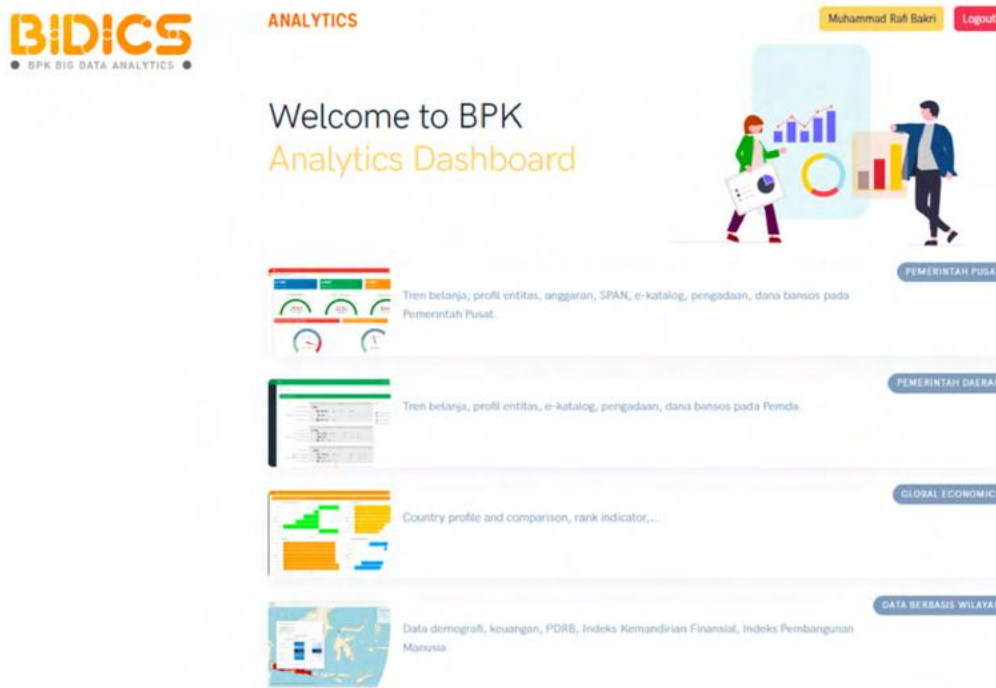 BIDICS
BPK BIG DATA ANALYTICS
ANALYTICS
Muhammad Rafi Bakri
Logout
Welcome to BPK
Analytics Dashboard
PEMERINTAH PUSA
Tren belanja, profil entitas, anggaran, SPAN, e-katalog, pengadaan, dana bansos pada
Pemerintah Pusat.
PEMERINTAH DAERA
Tren belanja, profil entitas, e-katalog, pengadaan, dana bansos pada Pemda.
GLOBAL ECONOMIC
Country profile and comparison, rank indicator,...
DATA BERBASIS WILAYA
Data demografi, keuangan, PDRB, Indeks Kemandirian Finansial, Indeks Pembangunan
Manusia